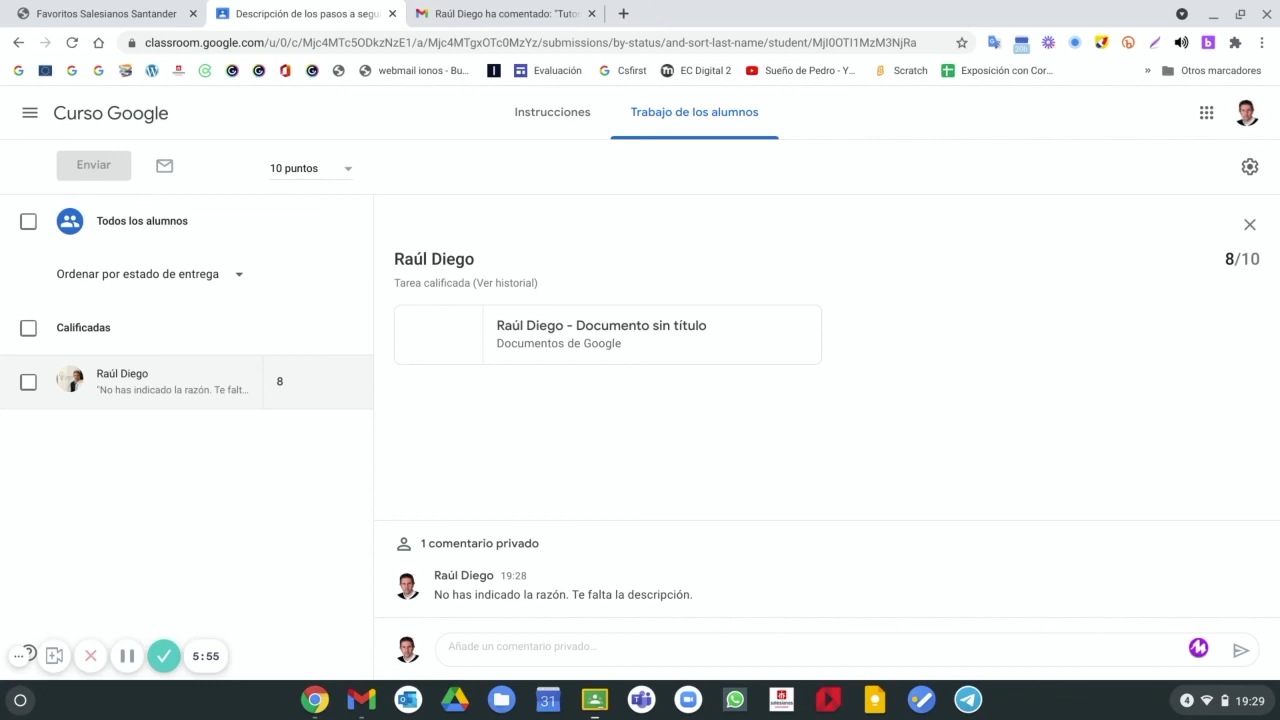 Favoritos Salesianos Santander
Descripción de los pasos a segu
Raúl Diego ha comentado: "Tuto
classroom.google.com/u/0/c/Mjc4MTc5ODkzNzE1/a/Mjc4MTgxOTc0MzYz/submissions/by-status/and-sort-last-name/student/MjI0OTI1MzM3NjRa
webmail ionos - Bu...
Evaluación
Csfirst
EC Digital 2
Sueño de Pedro - Y...
Scratch
Exposición con Cor...
»
Otros marcadores
Curso Google
Instrucciones
Trabajo de los alumnos
Enviar
10 puntos
Todos los alumnos
Ordenar por estado de entrega
Calificadas
Raúl Diego
"No has indicado la razón. Te falt...
8
Raúl Diego
8/10
Tarea calificada (Ver historial)
Raúl Diego - Documento sin título
Documentos de Google
1 comentario privado
Raúl Diego 19:28
No has indicado la razón. Te falta la descripción.
Añade un comentario privado...
5:55
31
salesianos
4
19:29